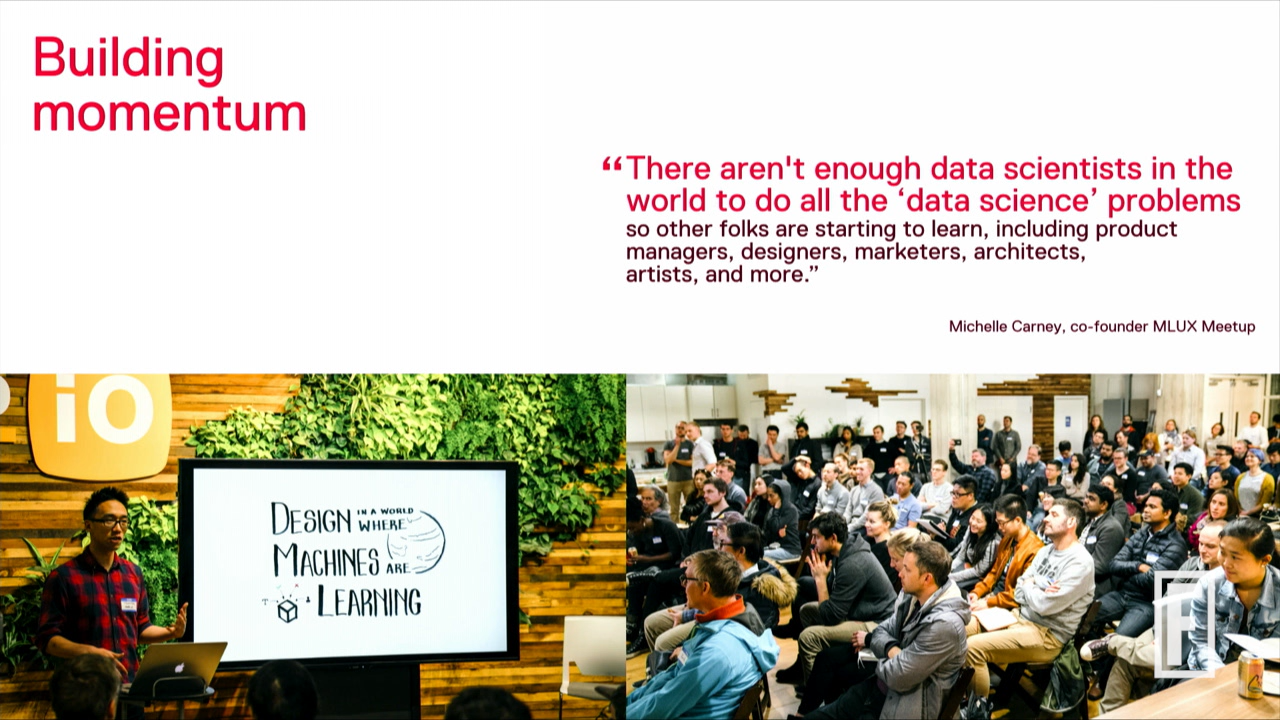 Building
momentum
“There aren't enough data scientists in the
world to do all the ‘data science’ problems
so other folks are starting to learn, including product
managers, designers, marketers, architects,
artists, and more.”
Michelle Carney, co-founder MLUX Meetup
iO
DESIGN IN A WORLD
WHERE
MACHINES ARE
LEARNING
F